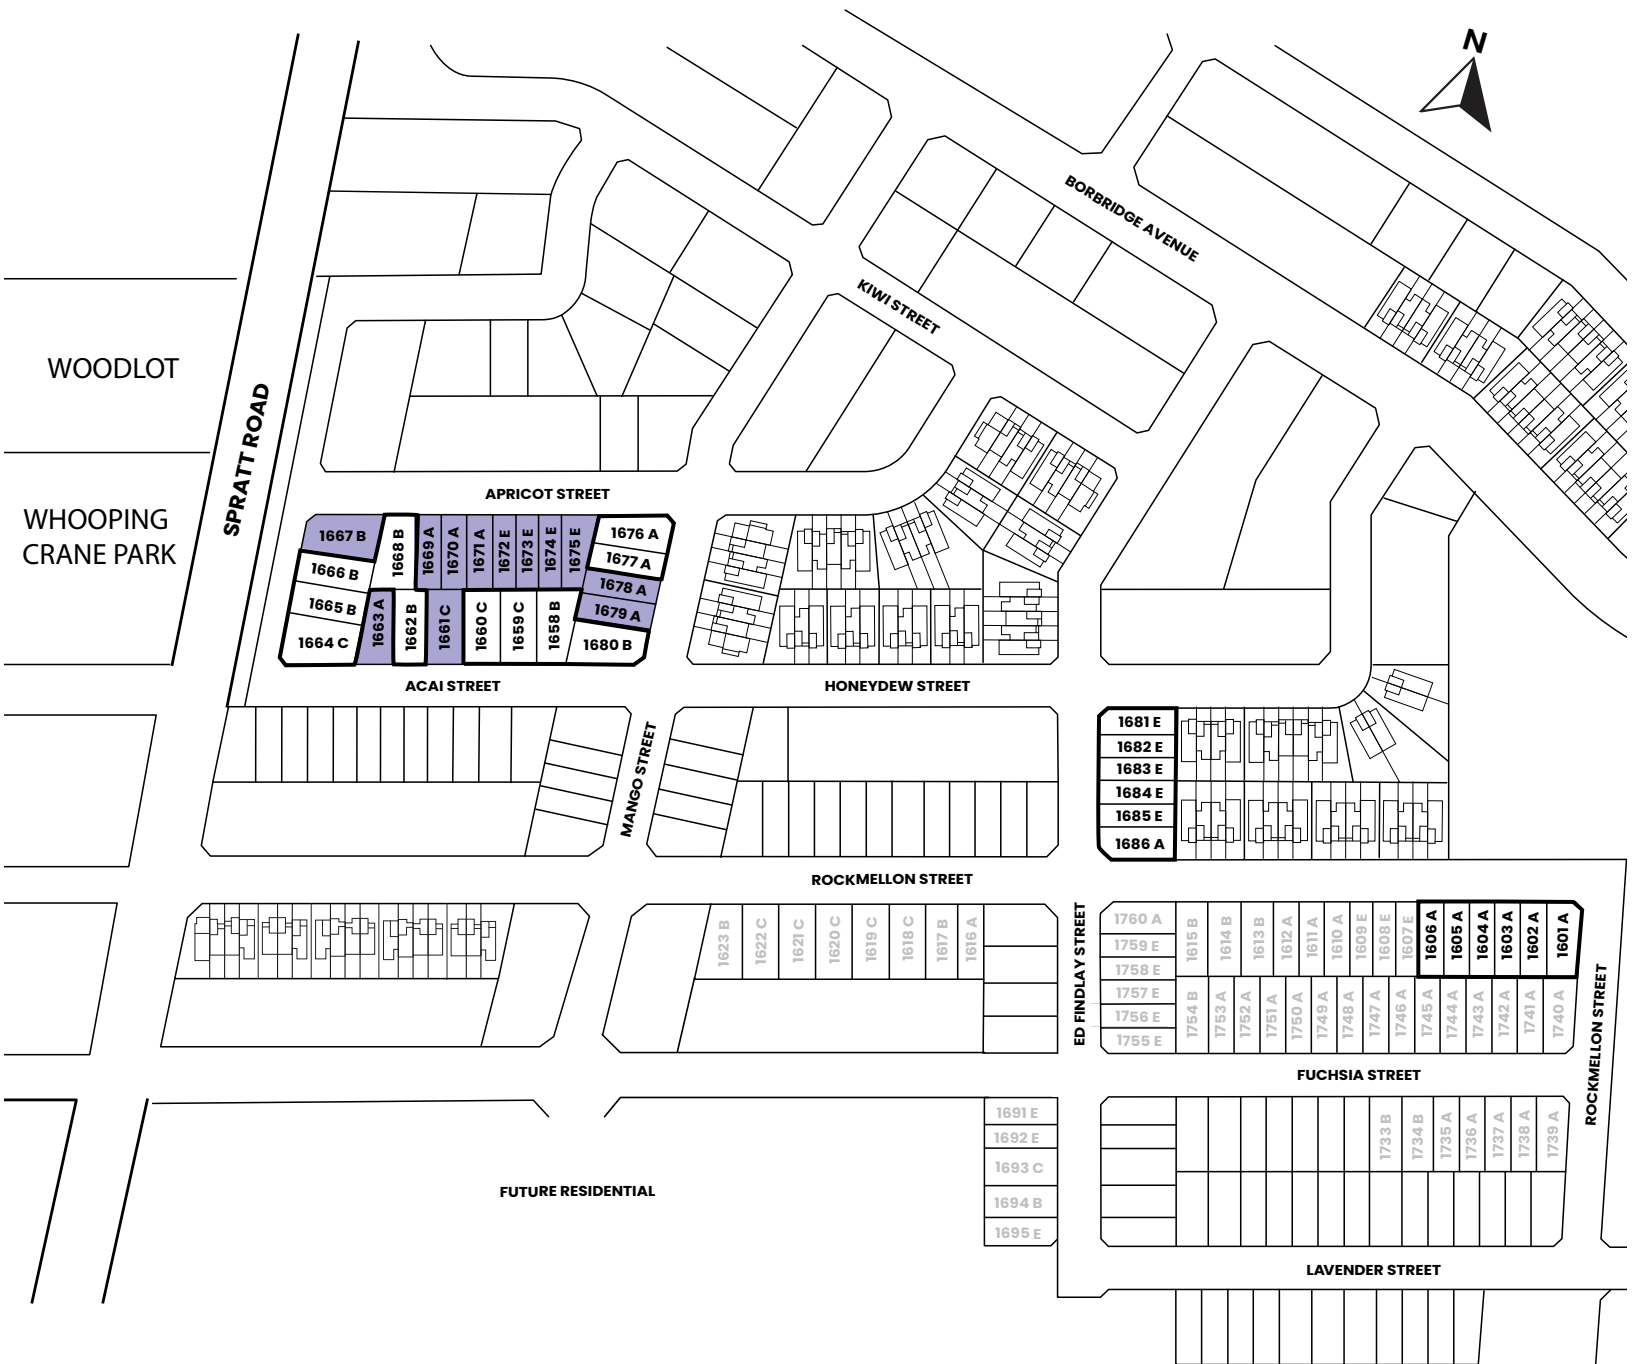 N
BORBRIDGE AVENUE
KIWI STREET
WOODLOT
SPRATT ROAD
WHOOPING
CRANE PARK
APRICOT STREET
1667 B
1668 B
1669 A
1670 A
1671 A
1672 E
1673 E
1674 E
1675 E
1676 A
1677 A
1678 A
1679 A
1666 B
1665 B
1664 C
1663 A
1662 B
1661 C
1660 C
1659 C
1658 B
1680 B
ACAI STREET
HONEYDEW STREET
MANGO STREET
1681 E
1682 E
1683 E
1684 E
1685 E
1686 A
ROCKMELLON STREET
1623 B
1622 C
1621 C
1620 C
1619 C
1618 C
1617 B
1616 A
ED FINDLAY STREET
1760 A
1759 E
1758 E
1757 E
1756 E
1755 E
1615 B
1614 B
1613 B
1612 A
1611 A
1610 A
1609 E
1608 E
1607 E
1606 A
1605 A
1604 A
1603 A
1602 A
1601 A
1754 B
1753 A
1752 A
1751 A
1750 A
1749 A
1748 A
1747 A
1746 A
1745 A
1744 A
1743 A
1742 A
1741 A
1740 A
ROCKMELLON STREET
FUCHSIA STREET
1691 E
1692 E
1693 C
1694 B
1695 E
1733 B
1734 B
1735 A
1736 A
1737 A
1738 A
1739 A
FUTURE RESIDENTIAL
LAVENDER STREET